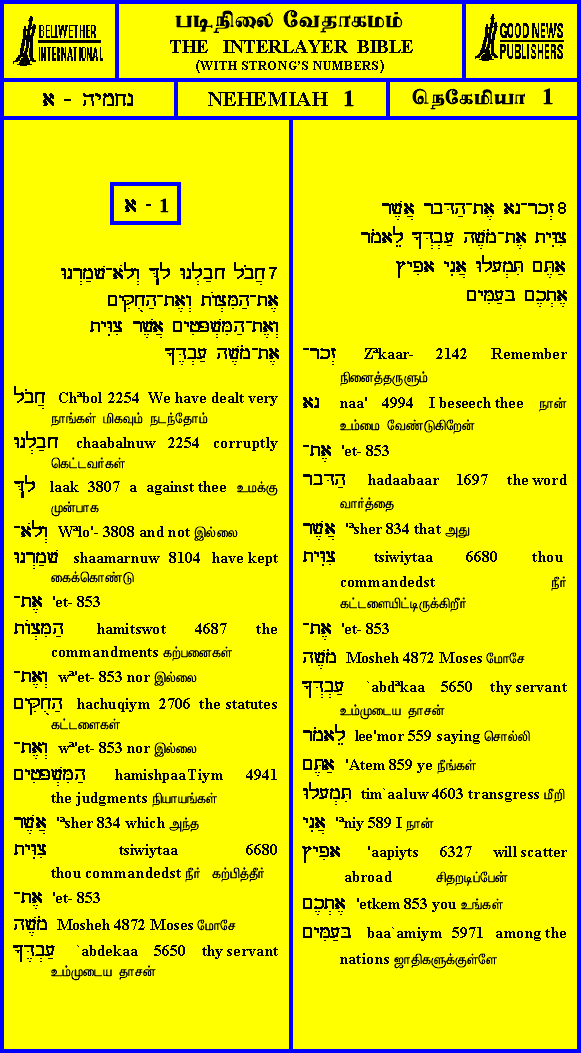 BELLWETHER
INTERNATIONAL
படிநிலை வேதாகமம்
THE INTERLAYER BIBLE
(WITH STRONG'S NUMBERS)
GOOD NEWS
PUBLISHERS
נחמיה - א
NEHEMIAH 1
நெகேமியா 1
א - 1
7 חֲבֹל חָבַלְנוּ לָךְ וְלֹא־שָׁמַרְנוּ
אֶת־הַמִּצְוֹת וְאֶת־הַחֻקִּים
וְאֶת־הַמִּשְׁפָּטִים אֲשֶׁר צִוִּיתָ
אֶת־מֹשֶׁה עַבְדֶּךָ
חֲבֹל Chªbol 2254 We have dealt very
நாங்கள் மிகவும் நடந்தோம்
חָבַלְנוּ chaabalnuw 2254 corruptly
கெட்டவர்கள்
לָךְ laak 3807 a against thee உமக்கு
முன்பாக
וְלֹא־ Wªlo'- 3808 and not இல்லை
שָׁמַרְנוּ shaamarnuw 8104 have kept
கைக்கொண்டு
אֶת־ 'et- 853
הַמִּצְוֹת hamitswot 4687 the
commandments கற்பனைகள்
וְאֶת־ wª'et- 853 nor இல்லை
הַחֻקִּים hachuqiym 2706 the statutes
கட்டளைகள்
וְאֶת־ wª'et- 853 nor இல்லை
הַמִּשְׁפָּטִים hamishpaaTiym 4941
the judgments நியாயங்கள்
אֲשֶׁר 'ªsher 834 which அந்த
צִוִּיתָ tsiwiytaa 6680
thou commandedst நீர் கற்பித்தீர்
אֶת־ 'et- 853
מֹשֶׁה Mosheh 4872 Moses மோசே
עַבְדֶּךָ `abdekaa 5650 thy servant
உம்முடைய தாசன்
8 זְכָר־נָא אֶת־הַדָּבָר אֲשֶׁר
צִוִּיתָ אֶת־מֹשֶׁה עַבְדְּךָ לֵאמֹר
אַתֶּם תִּמְעָלוּ אֲנִי אָפִיץ
אֶתְכֶם בָּעַמִּים
זְכָר־ Zªkaar- 2142 Remember
நினைத்தருளும்
נָא naa' 4994 I beseech thee நான்
உம்மை வேண்டுகிறேன்
אֶת־ 'et- 853
הַדָּבָר hadaabaar 1697 the word
வார்த்தை
אֲשֶׁר 'ªsher 834 that அது
צִוִּיתָ tsiwiytaa 6680 thou
commandedst நீர்
கட்டளையிட்டிருக்கிறீர்
אֶת־ 'et- 853
מֹשֶׁה Mosheh 4872 Moses மோசே
עַבְדְּךָ `abdªkaa 5650 thy servant
உம்முடைய தாசன்
לֵאמֹר lee'mor 559 saying சொல்லி
אַתֶּם 'Atem 859 ye நீங்கள்
תִּמְעָלוּ tim`aaluw 4603 transgress மீறி
אֲנִי 'ªniy 589 I நான்
אָפִיץ 'aapiyts 6327 will scatter
abroad சிதறடிப்பேன்
אֶתְכֶם 'etkem 853 you உங்கள்
בָּעַמִּים baa`amiym 5971 among the
nations ஜாதிகளுக்குள்ளே